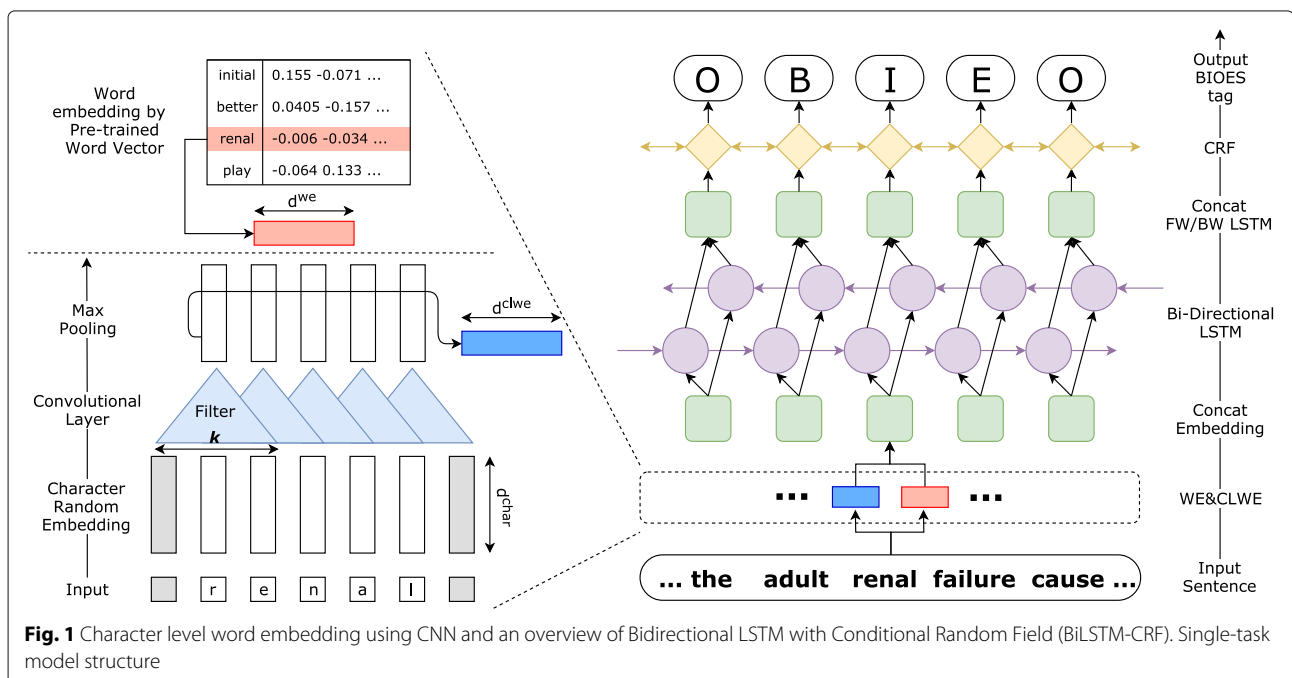 Word
embedding by
Pre-trained
Word Vector
initial 0.155 -0.071 ...
better 0.0405 -0.157 ...
renal -0.006 -0.034 ...
play -0.064 0.133 ...
d^we
Max
Pooling
d^clwe
Convolutional
Layer
Filter
k
Character
Random
Embedding
d^char
Input
r e n a l
O B I E O
Output
BIOES
tag
CRF
Concat
FW/BW LSTM
Bi-Directional
LSTM
Concat
Embedding
... ...
WE&CLWE
... the adult renal failure cause ...
Input
Sentence
Fig. 1 Character level word embedding using CNN and an overview of Bidirectional LSTM with Conditional Random Field (BiLSTM-CRF). Single-task
model structure